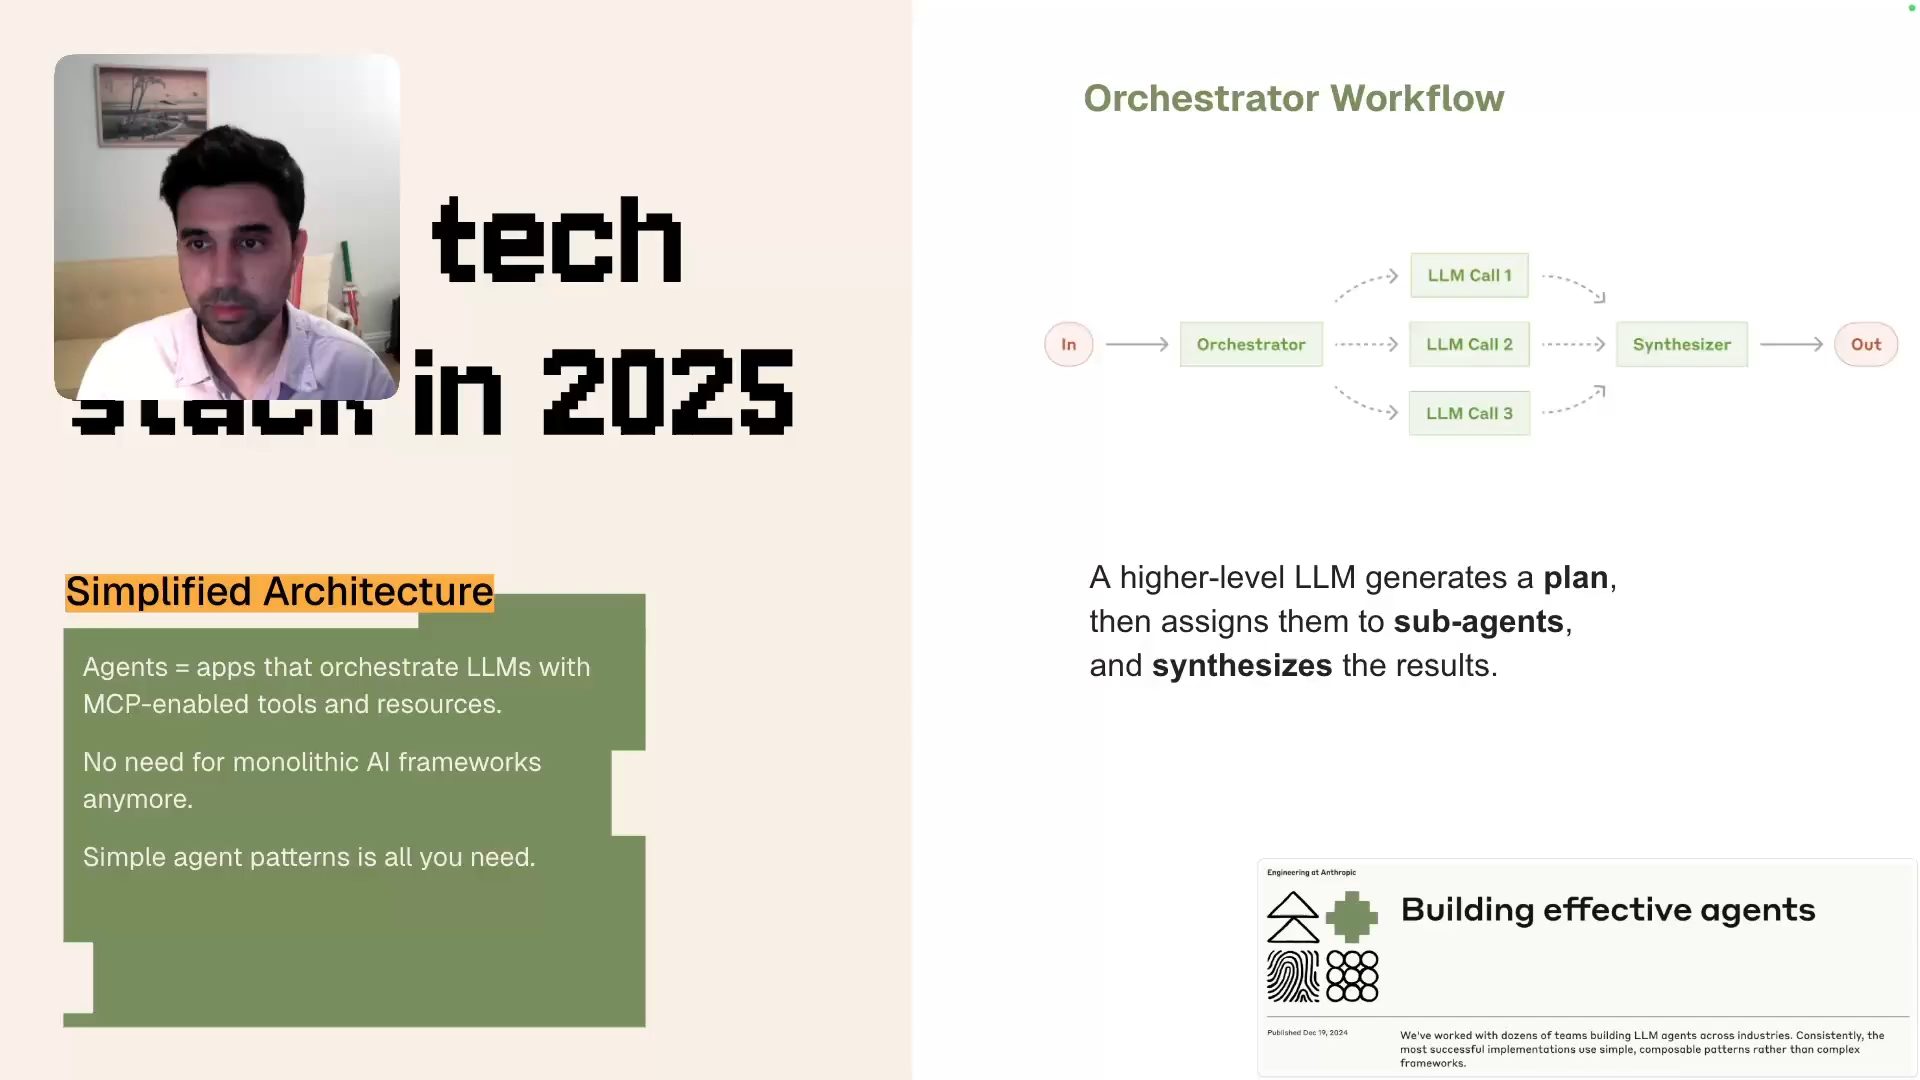 tech
stack in 2025
Simplified Architecture
Agents = apps that orchestrate LLMs with
MCP-enabled tools and resources.
No need for monolithic AI frameworks
anymore.
Simple agent patterns is all you need.
Orchestrator Workflow
In
Orchestrator
LLM Call 1
LLM Call 2
LLM Call 3
Synthesizer
Out
A higher-level LLM generates a plan,
then assigns them to sub-agents,
and synthesizes the results.
Engineering at Anthropic
Building effective agents
Published Dec 19, 2024
We've worked with dozens of teams building LLM agents across industries. Consistently, the
most successful implementations use simple, composable patterns rather than complex
frameworks.